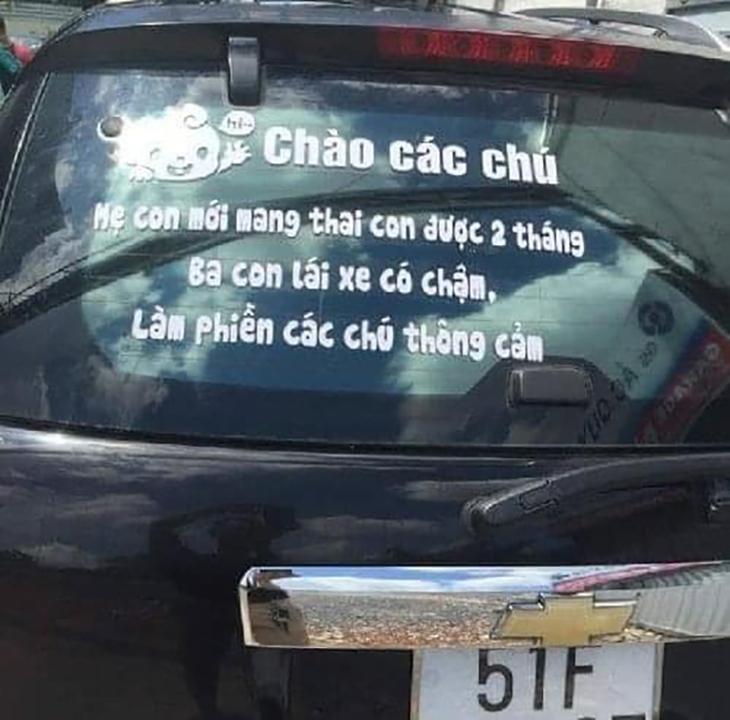 hi...
Chào các chú
Mẹ con mới mang thai con được 2 tháng
Ba con lái xe có chậm,
Làm phiền các chú thông cảm
51F